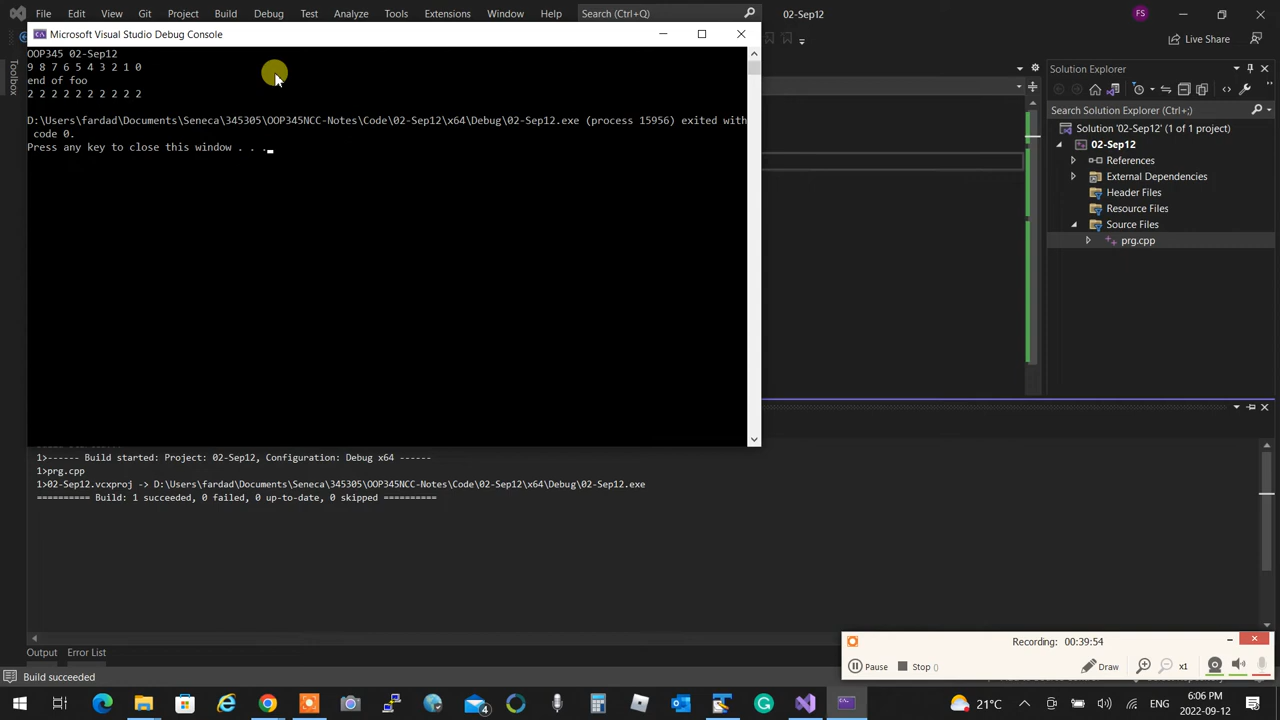 File Edit View Git Project Build Debug Test Analyze Tools Extensions Window Help Search (Ctrl+Q) 02-Sep12 FS
Microsoft Visual Studio Debug Console
Live Share
Toolbox
OOP345 02-Sep12
9 8 7 6 5 4 3 2 1 0
end of foo
2 2 2 2 2 2 2 2 2 2
D:\Users\fardad\Documents\Seneca\345305\OOP345NCC-Notes\Code\02-Sep12\x64\Debug\02-Sep12.exe (process 15956) exited with
code 0.
Press any key to close this window . . .
Solution Explorer
Search Solution Explorer (Ctrl+;)
Solution '02-Sep12' (1 of 1 project)
02-Sep12
References
External Dependencies
Header Files
Resource Files
Source Files
prg.cpp
1>------ Build started: Project: 02-Sep12, Configuration: Debug x64 ------
1>prg.cpp
1>02-Sep12.vcxproj -> D:\Users\fardad\Documents\Seneca\345305\OOP345NCC-Notes\Code\02-Sep12\x64\Debug\02-Sep12.exe
========== Build: 1 succeeded, 0 failed, 0 up-to-date, 0 skipped ==========
Output Error List
Build succeeded
Recording: 00:39:54
Pause Stop () Draw x1
4
21°C
ENG
6:06 PM
2022-09-12